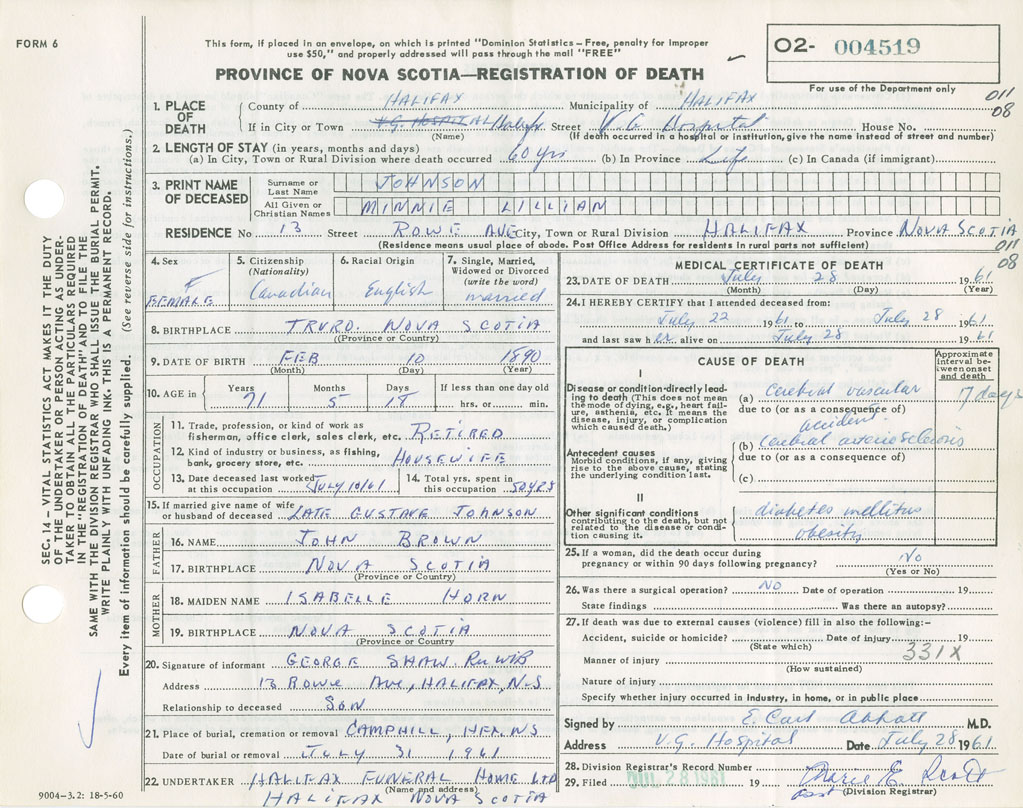 FORM 6
This form, if placed in an envelope, on which is printed "Dominion Statistics – Free, penalty for improper
use $50," and properly addressed will pass through the mail "FREE"
02- 004519
PROVINCE OF NOVA SCOTIA—REGISTRATION OF DEATH
For use of the Department only
011
08
1. PLACE OF DEATH
County of HALIFAX Municipality of HALIFAX
If in City or Town V.G. HOSPITAL Halifx Street V.G. Hospital House No.
(Name) (If death occurred in a hospital or institution, give the name instead of street and number)
2. LENGTH OF STAY (in years, months and days)
(a) In City, Town or Rural Division where death occurred 60 yrs (b) In Province Life (c) In Canada (if immigrant)
3. PRINT NAME OF DECEASED
Surname or Last Name JOHNSON
All Given or Christian Names MINNIE LILLIAN
RESIDENCE No 13 Street ROWE AVE City, Town or Rural Division HALIFAX Province NOVA SCOTIA
(Residence means usual place of abode. Post Office Address for residents in rural parts not sufficient)
011
08
4. Sex F FEMALE
5. Citizenship (Nationality) Canadian
6. Racial Origin English
7. Single, Married, Widowed or Divorced (write the word) married
8. BIRTHPLACE TRURO. NOVA SCOTIA
(Province or Country)
9. DATE OF BIRTH FEB 10 1890
(Month) (Day) (Year)
10. AGE in Years 71 Months 5 Days 18 If less than one day old hrs. or min.
OCCUPATION
11. Trade, profession, or kind of work as
fisherman, office clerk, sales clerk, etc. RETIRED
12. Kind of industry or business, as fishing,
bank, grocery store, etc. HOUSEWIFE
13. Date deceased last worked at this occupation JULY 10/61
14. Total yrs. spent in this occupation 50 YRS
15. If married give name of wife or husband of deceased LATE GUSTAVE JOHNSON
FATHER
16. NAME JOHN BROWN
17. BIRTHPLACE NOVA SCOTIA
(Province or Country)
MOTHER
18. MAIDEN NAME ISABELLE HORN
19. BIRTHPLACE NOVA SCOTIA
(Province or Country)
20. Signature of informant GEORGE SHAW
Address 13 Rowe Ave, HALIFAX, N-S
Relationship to deceased SON
21. Place of burial, cremation or removal CAMPHILL, HFX. NS
Date of burial or removal JULY 31, 1961
22. UNDERTAKER HALIFAX FUNERAL HOME LTD
(Name and address)
HALIFAX NOVA SCOTIA
9004-3.2: 18-5-60
MEDICAL CERTIFICATE OF DEATH
23. DATE OF DEATH July 28 1961
(Month) (Day) (Year)
24. I HEREBY CERTIFY that I attended deceased from:
July 22 1961 to July 28 1961
and last saw her alive on July 28 1961
CAUSE OF DEATH
Approximate interval between onset and death
I
Disease or condition directly leading to death (This does not mean
the mode of dying, e.g., heart failure, asthenia, etc. It means the
disease, injury, or complication
which caused death.)
(a) Cerebral vascular accident 7 days
due to (or as a consequence of)
Antecedent causes
Morbid conditions, if any, giving
rise to the above cause, stating
the underlying condition last.
(b) Cerebral arteriosclerosis
due to (or as a consequence of)
(c)
II
Other significant conditions
contributing to the death, but not
related to the disease or condition causing it.
diabetes mellitus
obesity
25. If a woman, did the death occur during
pregnancy or within 90 days following pregnancy? No
(Yes or No)
26. Was there a surgical operation? NO Date of operation 19
State findings Was there an autopsy?
27. If death was due to external causes (violence) fill in also the following:-
Accident, suicide or homicide? Date of injury 19
(State which) 331X
Manner of injury
(How sustained)
Nature of injury
Specify whether injury occurred in industry, in home, or in public place
Signed by E. Carl Abbott M.D.
Address V.G. Hospital Date July 28 1961
28. Division Registrar's Record Number
29. Filed JUL 28 1961 19
(Division Registrar)
SEC. 14 – VITAL STATISTICS ACT MAKES IT THE DUTY
OF THE UNDERTAKER OR PERSON ACTING AS UNDERTAKER TO OBTAIN ALL THE PARTICULARS REQUIRED
IN THE "REGISTRATION OF DEATH" AND TO FILE THE
SAME WITH THE DIVISION REGISTRAR WHO SHALL ISSUE THE BURIAL PERMIT.
WRITE PLAINLY WITH UNFADING INK. THIS IS A PERMANENT RECORD.
Every item of information should be carefully supplied. (See reverse side for instructions.)